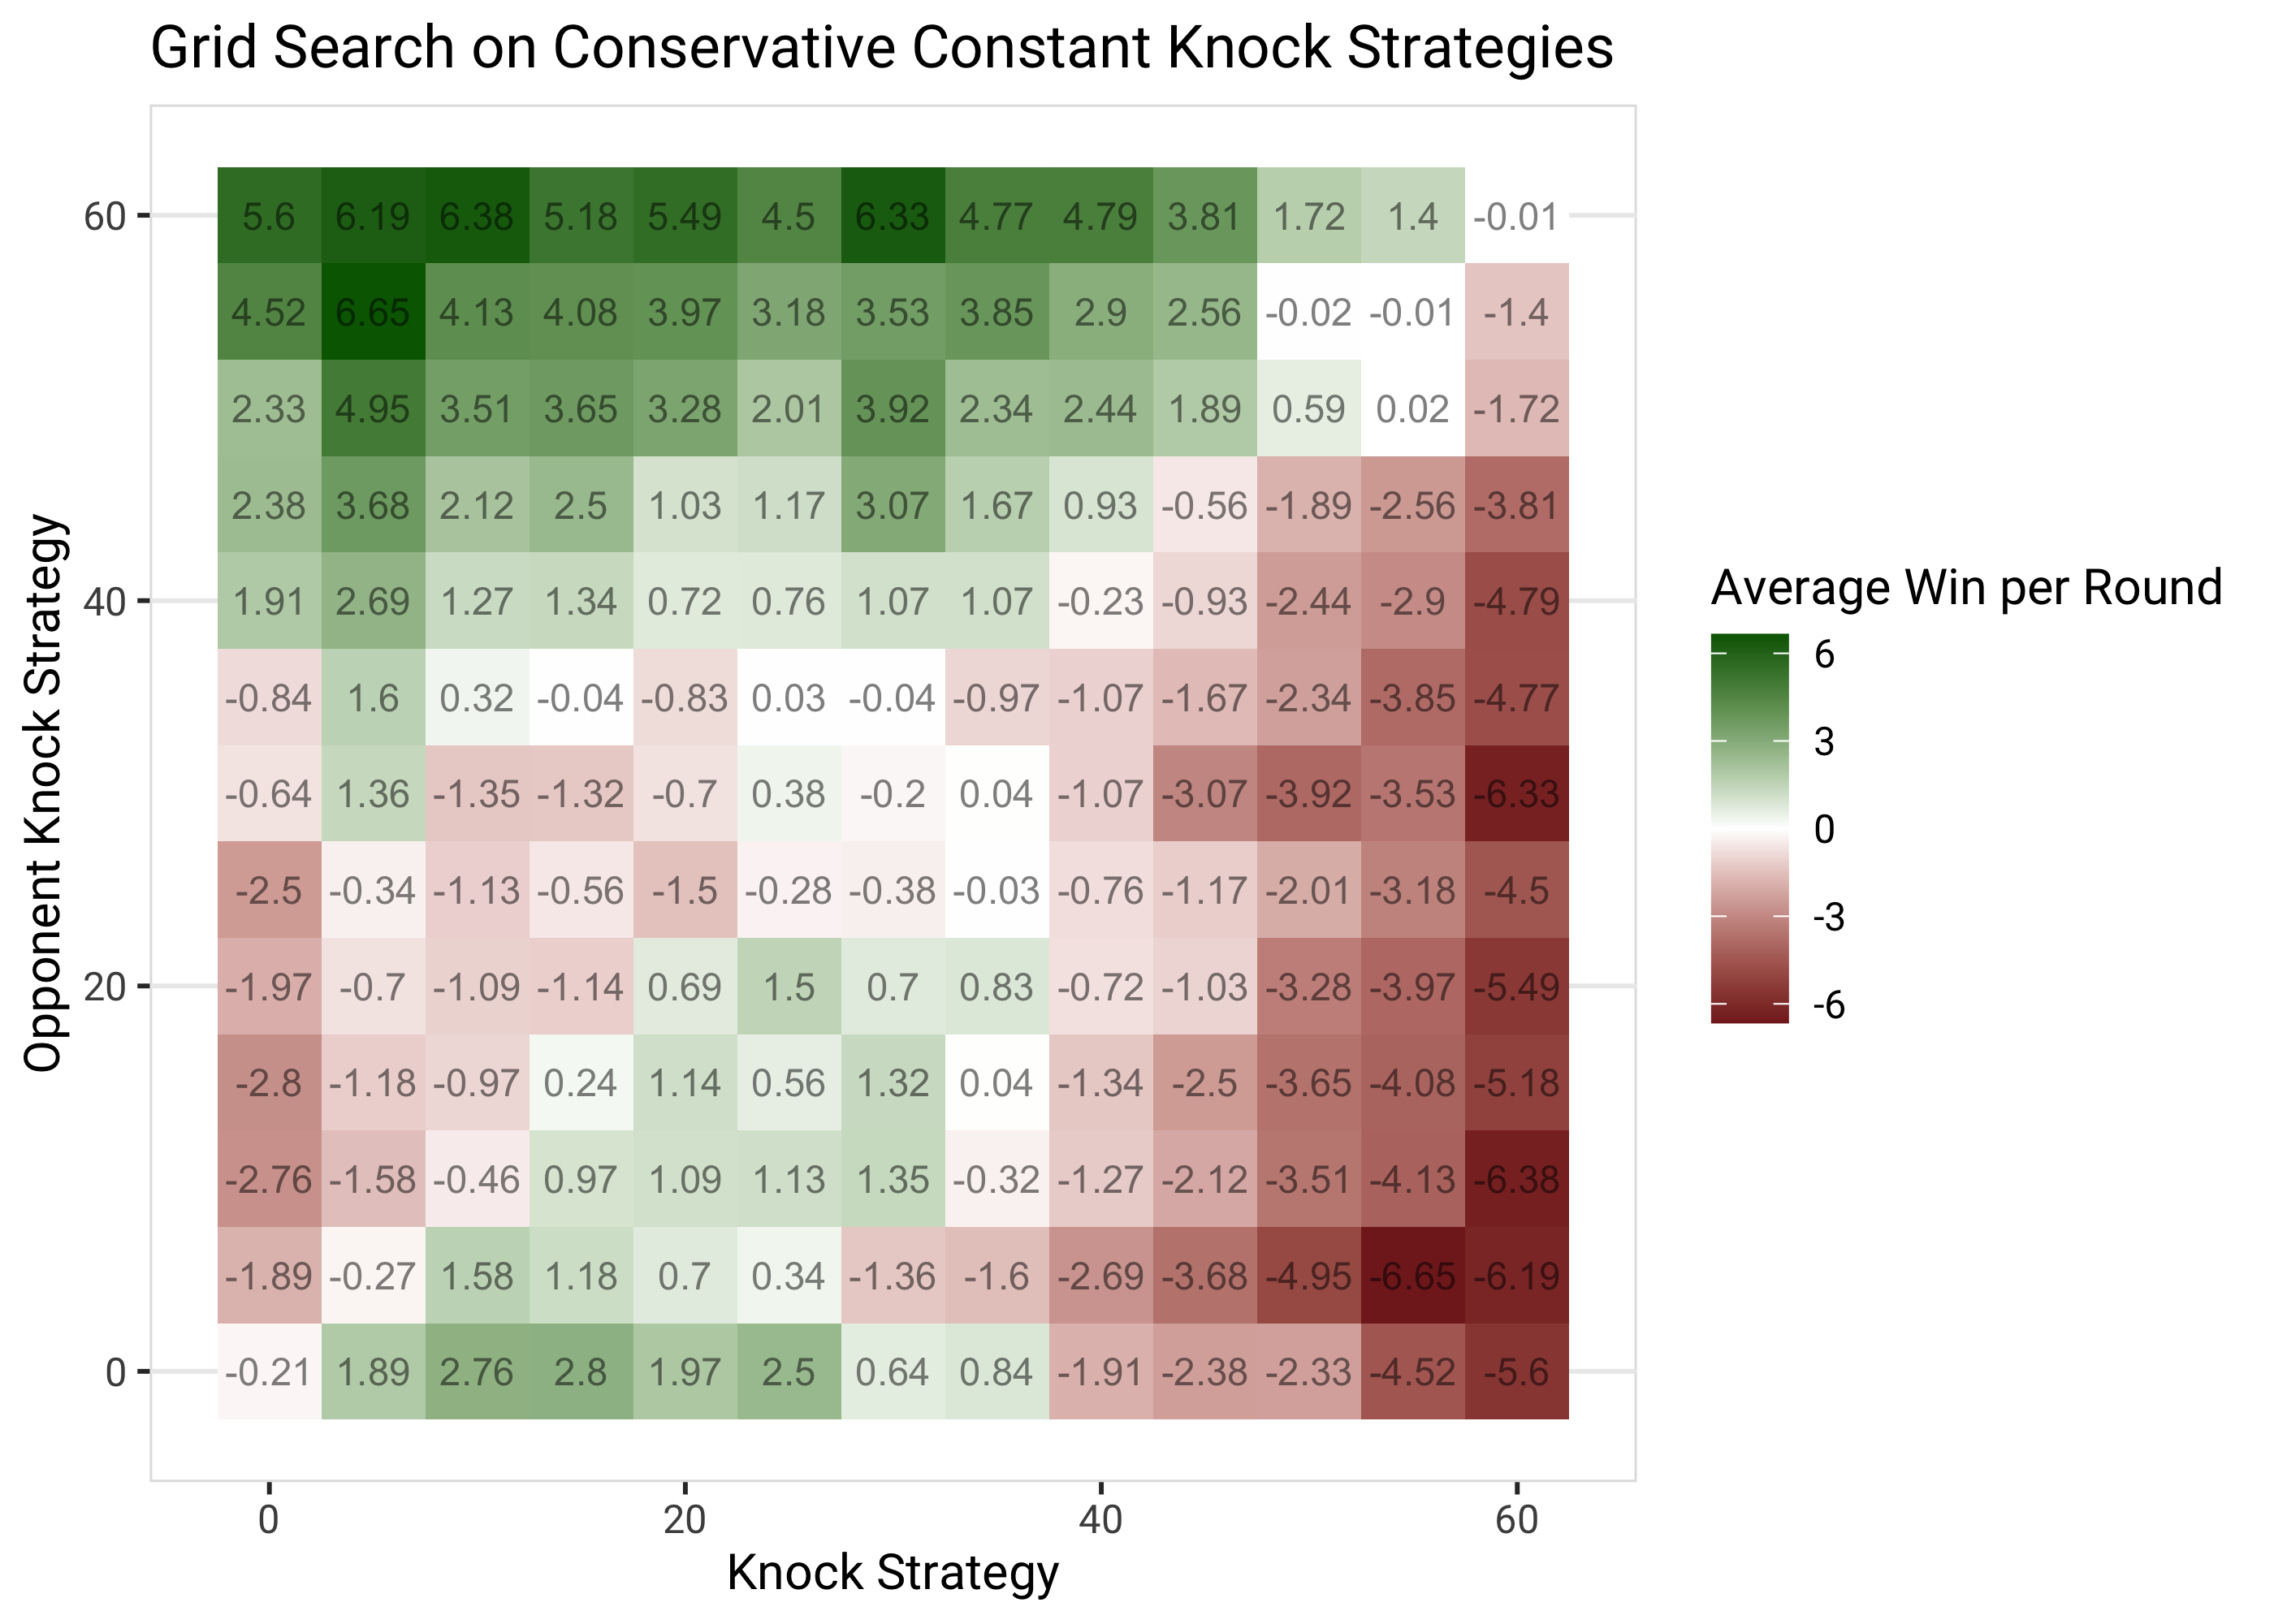 Grid Search on Conservative Constant Knock Strategies
Opponent Knock Strategy
60
5.6 6.19 6.38 5.18 5.49 4.5 6.33 4.77 4.79 3.81 1.72 1.4 -0.01
4.52 6.65 4.13 4.08 3.97 3.18 3.53 3.85 2.9 2.56 -0.02 -0.01 -1.4
2.33 4.95 3.51 3.65 3.28 2.01 3.92 2.34 2.44 1.89 0.59 0.02 -1.72
2.38 3.68 2.12 2.5 1.03 1.17 3.07 1.67 0.93 -0.56 -1.89 -2.56 -3.81
40
1.91 2.69 1.27 1.34 0.72 0.76 1.07 1.07 -0.23 -0.93 -2.44 -2.9 -4.79
-0.84 1.6 0.32 -0.04 -0.83 0.03 -0.04 -0.97 -1.07 -1.67 -2.34 -3.85 -4.77
-0.64 1.36 -1.35 -1.32 -0.7 0.38 -0.2 0.04 -1.07 -3.07 -3.92 -3.53 -6.33
-2.5 -0.34 -1.13 -0.56 -1.5 -0.28 -0.38 -0.03 -0.76 -1.17 -2.01 -3.18 -4.5
20
-1.97 -0.7 -1.09 -1.14 0.69 1.5 0.7 0.83 -0.72 -1.03 -3.28 -3.97 -5.49
-2.8 -1.18 -0.97 0.24 1.14 0.56 1.32 0.04 -1.34 -2.5 -3.65 -4.08 -5.18
-2.76 -1.58 -0.46 0.97 1.09 1.13 1.35 -0.32 -1.27 -2.12 -3.51 -4.13 -6.38
-1.89 -0.27 1.58 1.18 0.7 0.34 -1.36 -1.6 -2.69 -3.68 -4.95 -6.65 -6.19
0
-0.21 1.89 2.76 2.8 1.97 2.5 0.64 0.84 -1.91 -2.38 -2.33 -4.52 -5.6
0 20 40 60
Knock Strategy
Average Win per Round
6
3
0
-3
-6